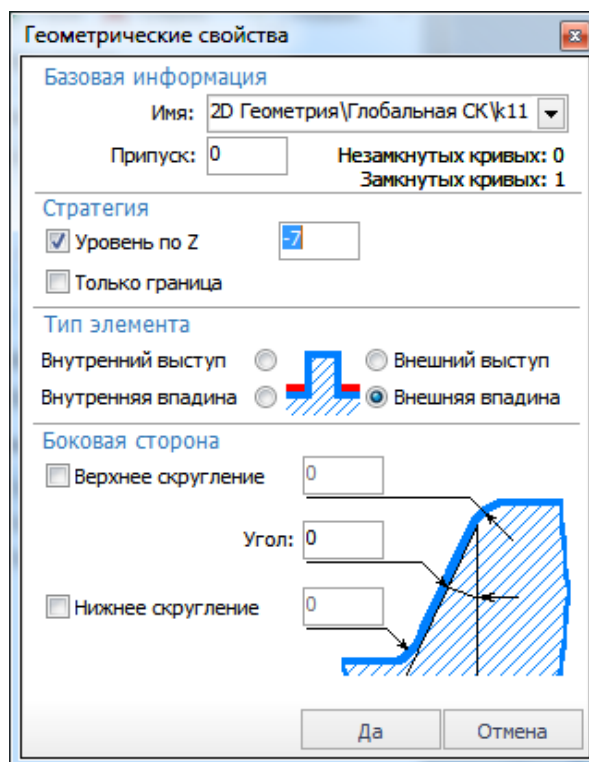 Геометрические свойства
Базовая информация
Имя: 2D Геометрия\Глобальная СК\k11
Припуск: 0 Незамкнутых кривых: 0
Замкнутых кривых: 1
Стратегия
Уровень по Z -7
Только граница
Тип элемента
Внутренний выступ Внешний выступ
Внутренняя впадина Внешняя впадина
Боковая сторона
Верхнее скругление 0
Угол: 0
Нижнее скругление 0
Да Отмена